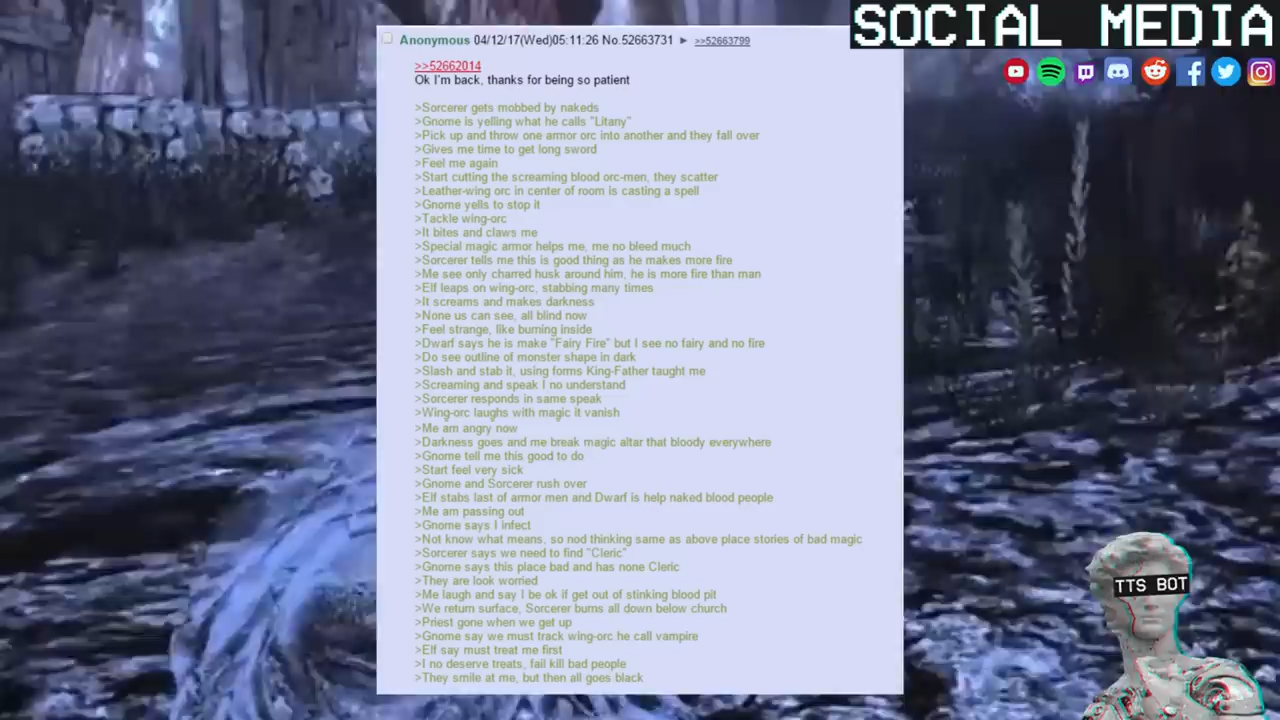 SOCIAL MEDIA
Anonymous 04/12/17(Wed)05:11:26 No.52663731 ► >>52663799
>>52662014
Ok I'm back, thanks for being so patient
>Sorcerer gets mobbed by nakeds
>Gnome is yelling what he calls "Litany"
>Pick up and throw one armor orc into another and they fall over
>Gives me time to get long sword
>Feel me again
>Start cutting the screaming blood orc-men, they scatter
>Leather-wing orc in center of room is casting a spell
>Gnome yells to stop it
>Tackle wing-orc
>It bites and claws me
>Special magic armor helps me, me no bleed much
>Sorcerer tells me this is good thing as he makes more fire
>Me see only charred husk around him, he is more fire than man
>Elf leaps on wing-orc, stabbing many times
>It screams and makes darkness
>None us can see, all blind now
>Feel strange, like burning inside
>Dwarf says he is make "Fairy Fire" but I see no fairy and no fire
>Do see outline of monster shape in dark
>Slash and stab it, using forms King-Father taught me
>Screaming and speak I no understand
>Sorcerer responds in same speak
>Wing-orc laughs with magic it vanish
>Me am angry now
>Darkness goes and me break magic altar that bloody everywhere
>Gnome tell me this good to do
>Start feel very sick
>Gnome and Sorcerer rush over
>Elf stabs last of armor men and Dwarf is help naked blood people
>Me am passing out
>Gnome says I infect
>Not know what means, so nod thinking same as above place stories of bad magic
>Sorcerer says we need to find "Cleric"
>Gnome says this place bad and has none Cleric
>They are look worried
>Me laugh and say I be ok if get out of stinking blood pit
>We return surface, Sorcerer burns all down below church
>Priest gone when we get up
>Gnome say we must track wing-orc he call vampire
>Elf say must treat me first
>I no deserve treats, fail kill bad people
>They smile at me, but then all goes black
TTS BOT